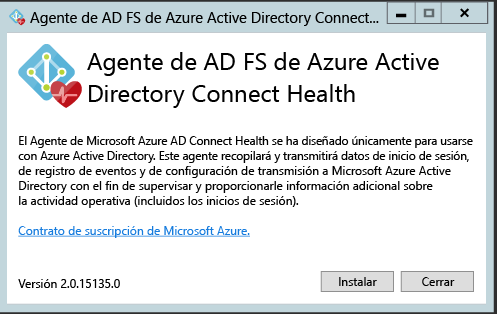 Agente de AD FS de Azure Active Directory Connect...
Agente de AD FS de Azure Active
Directory Connect Health
El Agente de Microsoft Azure AD Connect Health se ha diseñado únicamente para usarse
con Azure Active Directory. Este agente recopilará y transmitirá datos de inicio de sesión,
de registro de eventos y de configuración de transmisión a Microsoft Azure Active
Directory con el fin de supervisar y proporcionarle información adicional sobre
la actividad operativa (incluidos los inicios de sesión).
Contrato de suscripción de Microsoft Azure.
Versión 2.0.15135.0
Instalar
Cerrar